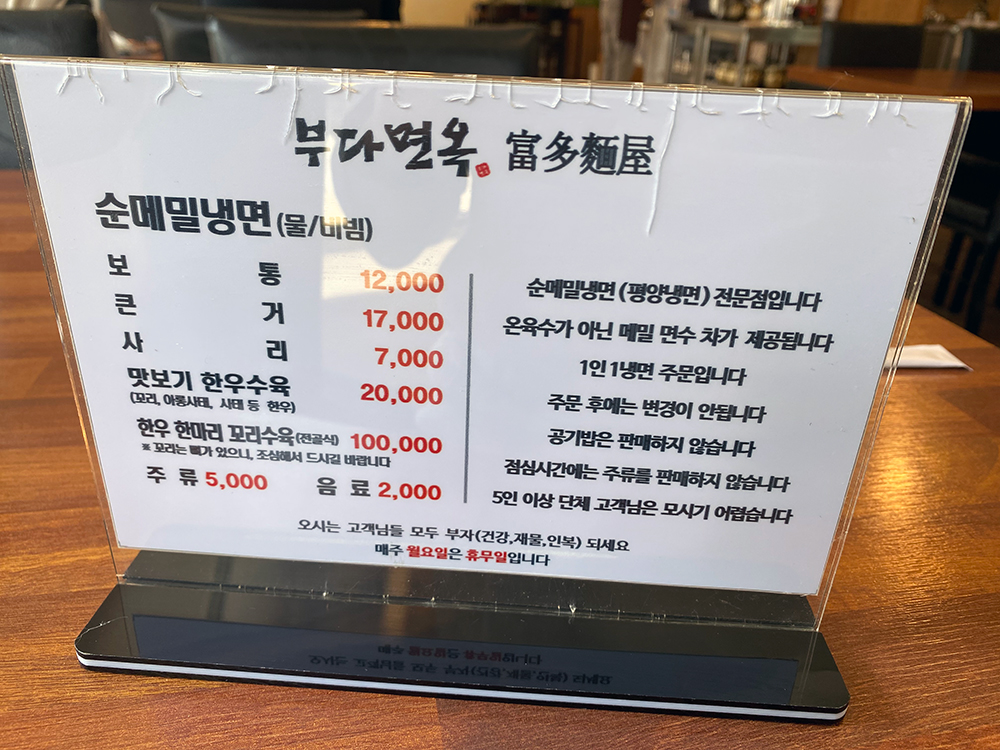 부다면옥 富多麵屋
순메밀냉면 (물/비빔)
보통 12,000
큰거 17,000
사리 7,000
맛보기 한우수육 20,000
(꼬리, 아롱사태, 사태 등 한우)
한우 한마리 꼬리수육 (전골식) 100,000
※ 꼬리는 뼈가 있으니, 조심해서 드시길 바랍니다
주류 5,000 음료 2,000
순메밀냉면 (평양냉면) 전문점입니다
온육수가 아닌 메밀 면수 차가 제공됩니다
1인 1냉면 주문입니다
주문 후에는 변경이 안됩니다
공기밥은 판매하지 않습니다
점심시간에는 주류를 판매하지 않습니다
5인 이상 단체 고객님은 모시기 어렵습니다
오시는 고객님들 모두 부자(건강,재물,인복) 되세요
매주 월요일은 휴무일입니다